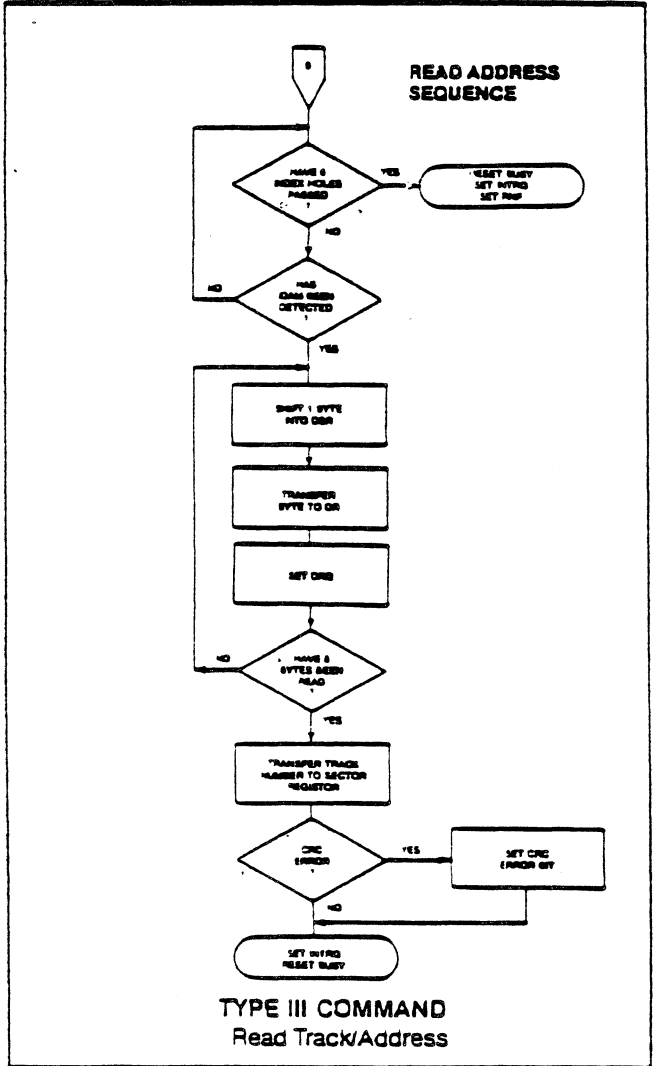 READ ADDRESS
SEQUENCE
HAVE 6
INDEX HOLES
PASSED
?
YES
RESET BUSY
SET INTRQ
SET RNF
NO
HAS
IDAM BEEN
DETECTED
?
NO
YES
SHIFT 1 BYTE
INTO DSR
TRANSFER
BYTE TO DR
SET DRQ
HAVE 6
BYTES BEEN
READ
?
NO
YES
TRANSFER TRACK
NUMBER TO SECTOR
REGISTOR
CRC
ERROR
?
YES
SET CRC
ERROR BIT
NO
SET INTRQ
RESET BUSY
TYPE III COMMAND
Read Track/Address